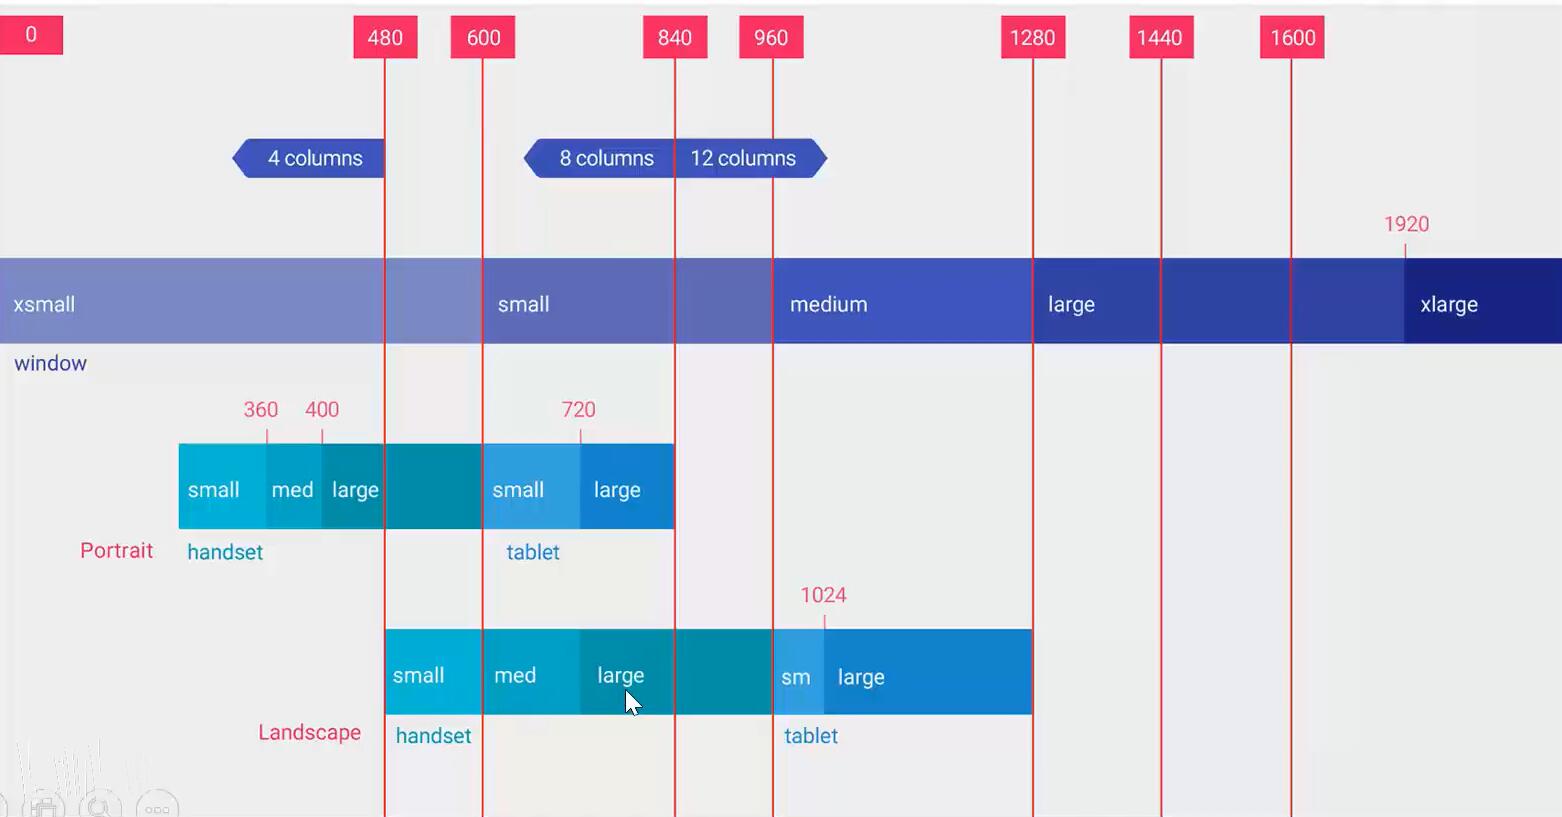 0 480 600 840 960 1280 1440 1600
4 columns 8 columns 12 columns
1920
xsmall small medium large xlarge
window
360 400 720
small med large small large
Portrait handset tablet
1024
small med large sm large
Landscape handset tablet